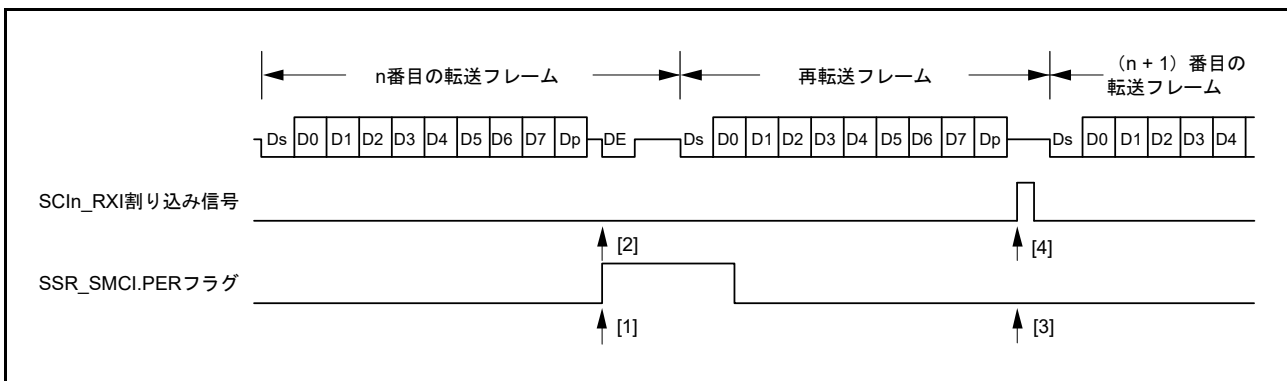 n番目の転送フレーム
再転送フレーム
（n + 1）番目の
転送フレーム
Ds D0 D1 D2 D3 D4 D5 D6 D7 Dp DE Ds D0 D1 D2 D3 D4 D5 D6 D7 Dp Ds D0 D1 D2 D3 D4
SCIn_RXI割り込み信号
[2] [4]
SSR_SMCI.PERフラグ
[1] [3]